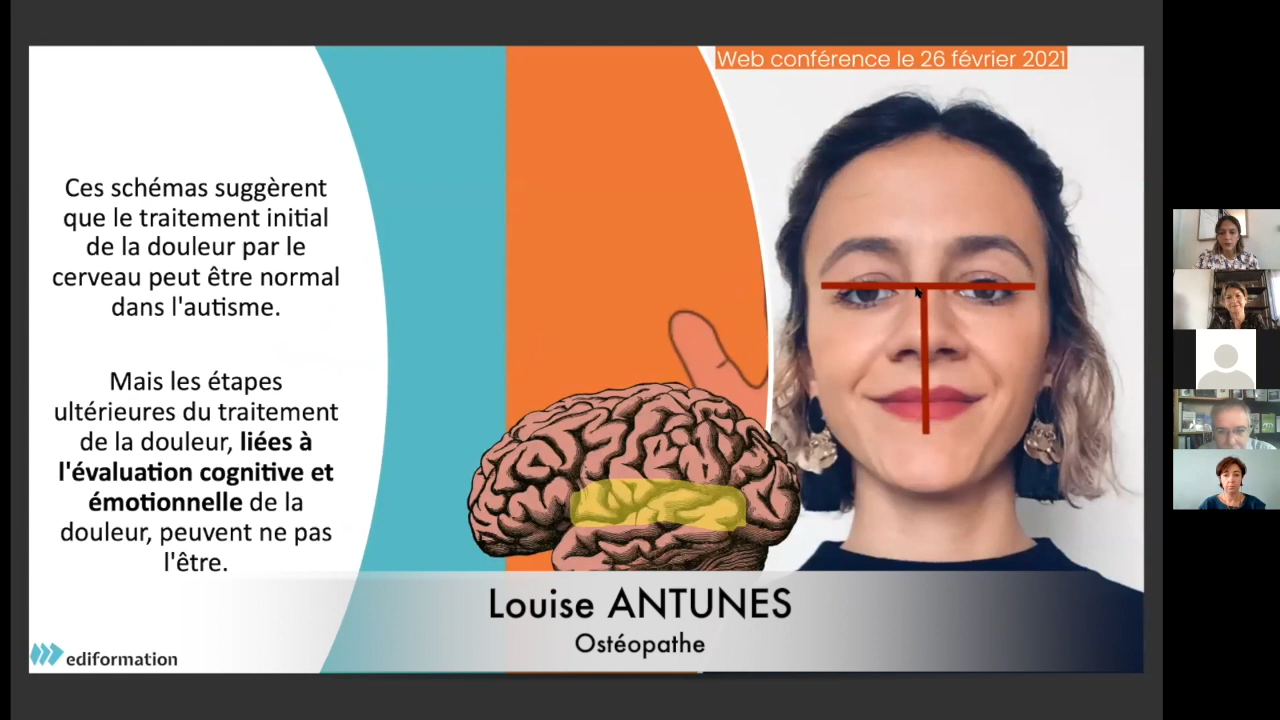 Web conférence le 26 février 2021
Ces schémas suggèrent
que le traitement initial
de la douleur par le
cerveau peut être normal
dans l'autisme.
Mais les étapes
ultérieures du traitement
de la douleur, liées à
l'évaluation cognitive et
émotionnelle de la
douleur, peuvent ne pas
l'être.
Louise ANTUNES
Ostéopathe
ediformation